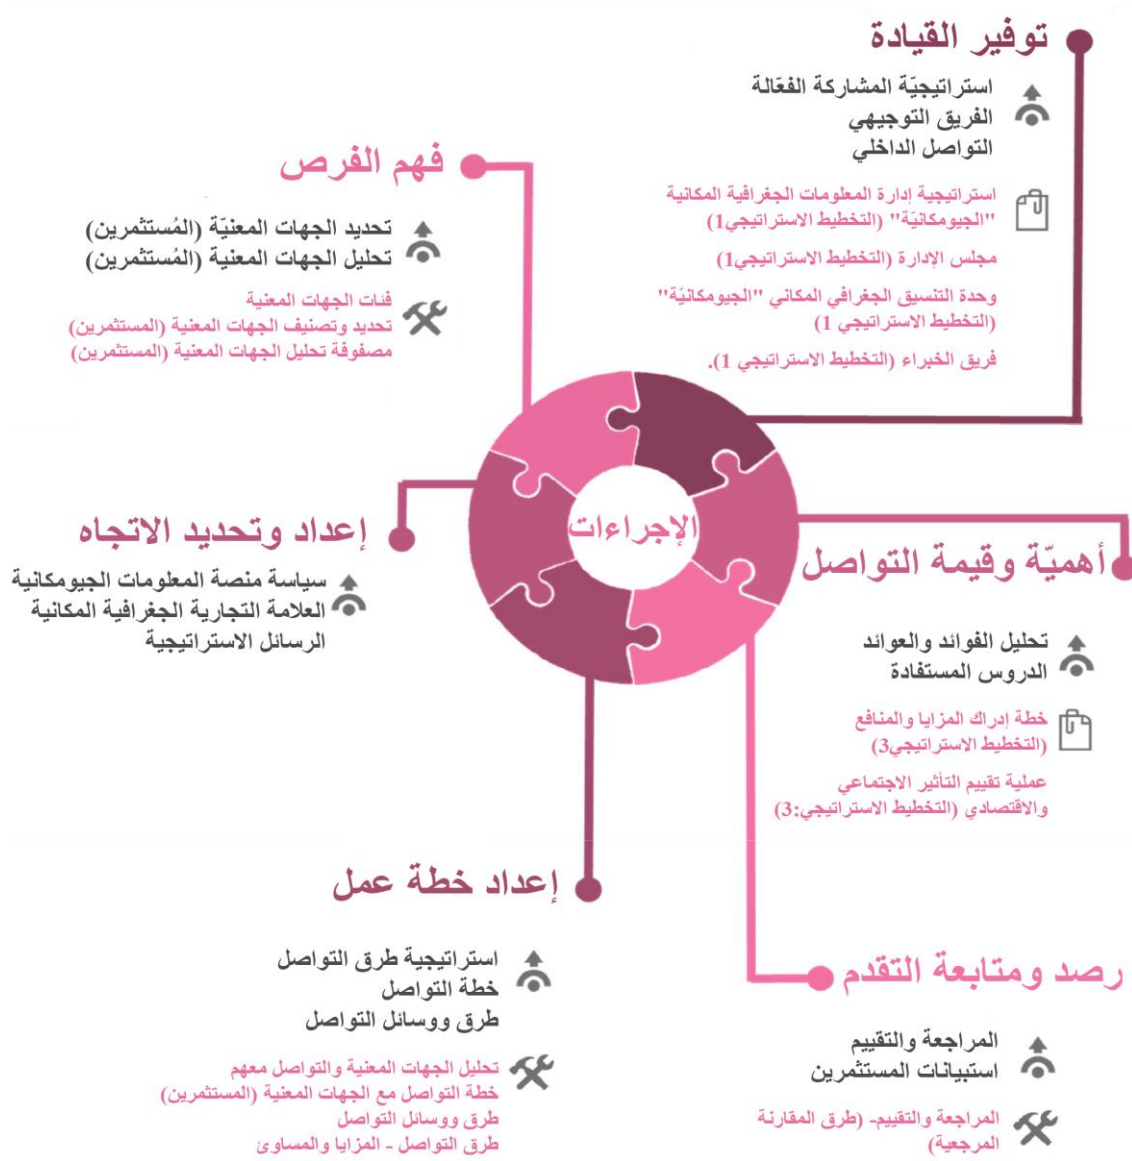 توفير القيادة
استراتيجيّة المشاركة الفعّالة
الفريق التوجيهي
التواصل الداخلي
استراتيجية إدارة المعلومات الجغرافية المكانية
"الجيومكانيّة" (التخطيط الاستراتيجي1)
مجلس الإدارة (التخطيط الاستراتيجي1)
وحدة التنسيق الجغرافي المكاني "الجيومكانيّة"
(التخطيط الاستراتيجي 1)
فريق الخبراء (التخطيط الاستراتيجي 1).
فهم الفرص
تحديد الجهات المعنيّة (المُستثمرين)
تحليل الجهات المعنية (المُستثمرين)
فئات الجهات المعنية
تحديد وتصنيف الجهات المعنية (المستثمرين)
مصفوفة تحليل الجهات المعنية (المستثمرين)
الإجراءات
إعداد وتحديد الاتجاه
سياسة منصة المعلومات الجيومكانية
العلامة التجارية الجغرافية المكانية
الرسائل الاستراتيجية
أهميّة وقيمة التواصل
تحليل الفوائد والعوائد
الدروس المستفادة
خطة إدراك المزايا والمنافع
(التخطيط الاستراتيجي3)
عملية تقييم التأثير الاجتماعي
والاقتصادي (التخطيط الاستراتيجي:3)
إعداد خطة عمل
استراتيجية طرق التواصل
خطة التواصل
طرق ووسائل التواصل
تحليل الجهات المعنية والتواصل معهم
خطة التواصل مع الجهات المعنية (المستثمرين)
طرق ووسائل التواصل
طرق التواصل - المزايا والمساوئ
رصد ومتابعة التقدم
المراجعة والتقييم
استبيانات المستثمرين
المراجعة والتقييم- (طرق المقارنة
المرجعية)